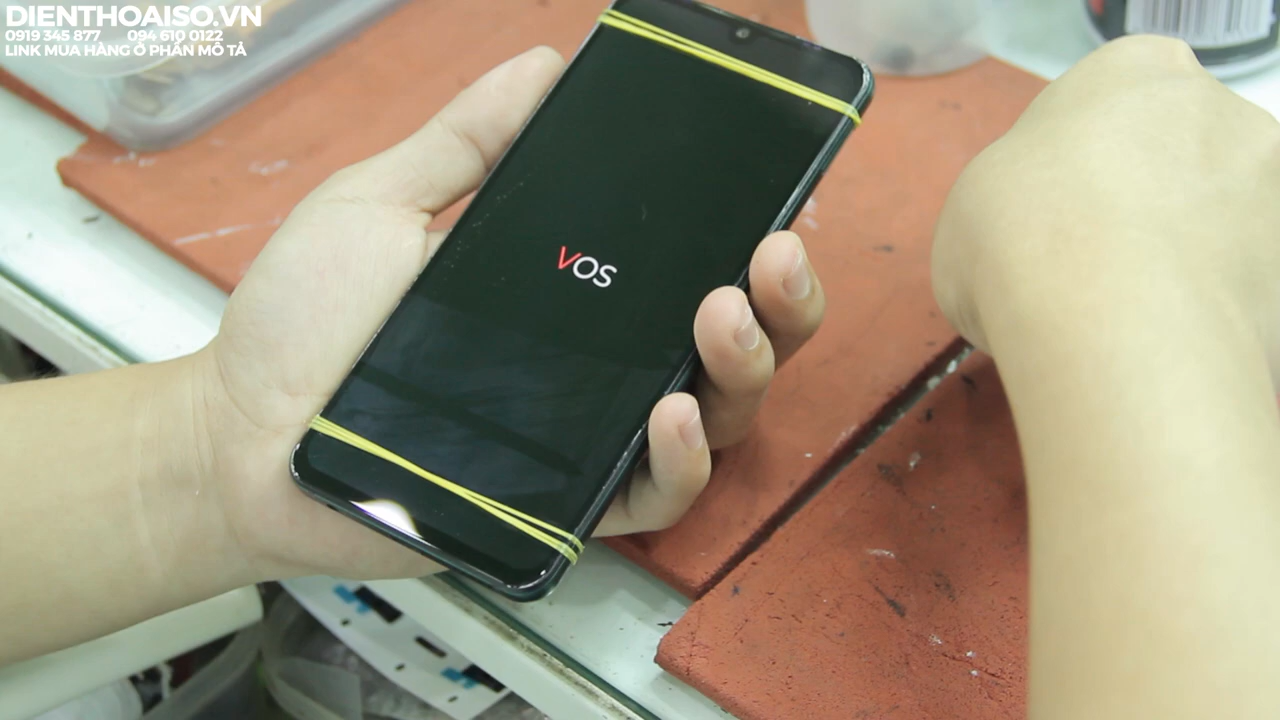 DIENTHOAISO.VN
0919 345 877 094 610 0122
LINK MUA HÀNG Ở PHẦN MÔ TẢ
VOS